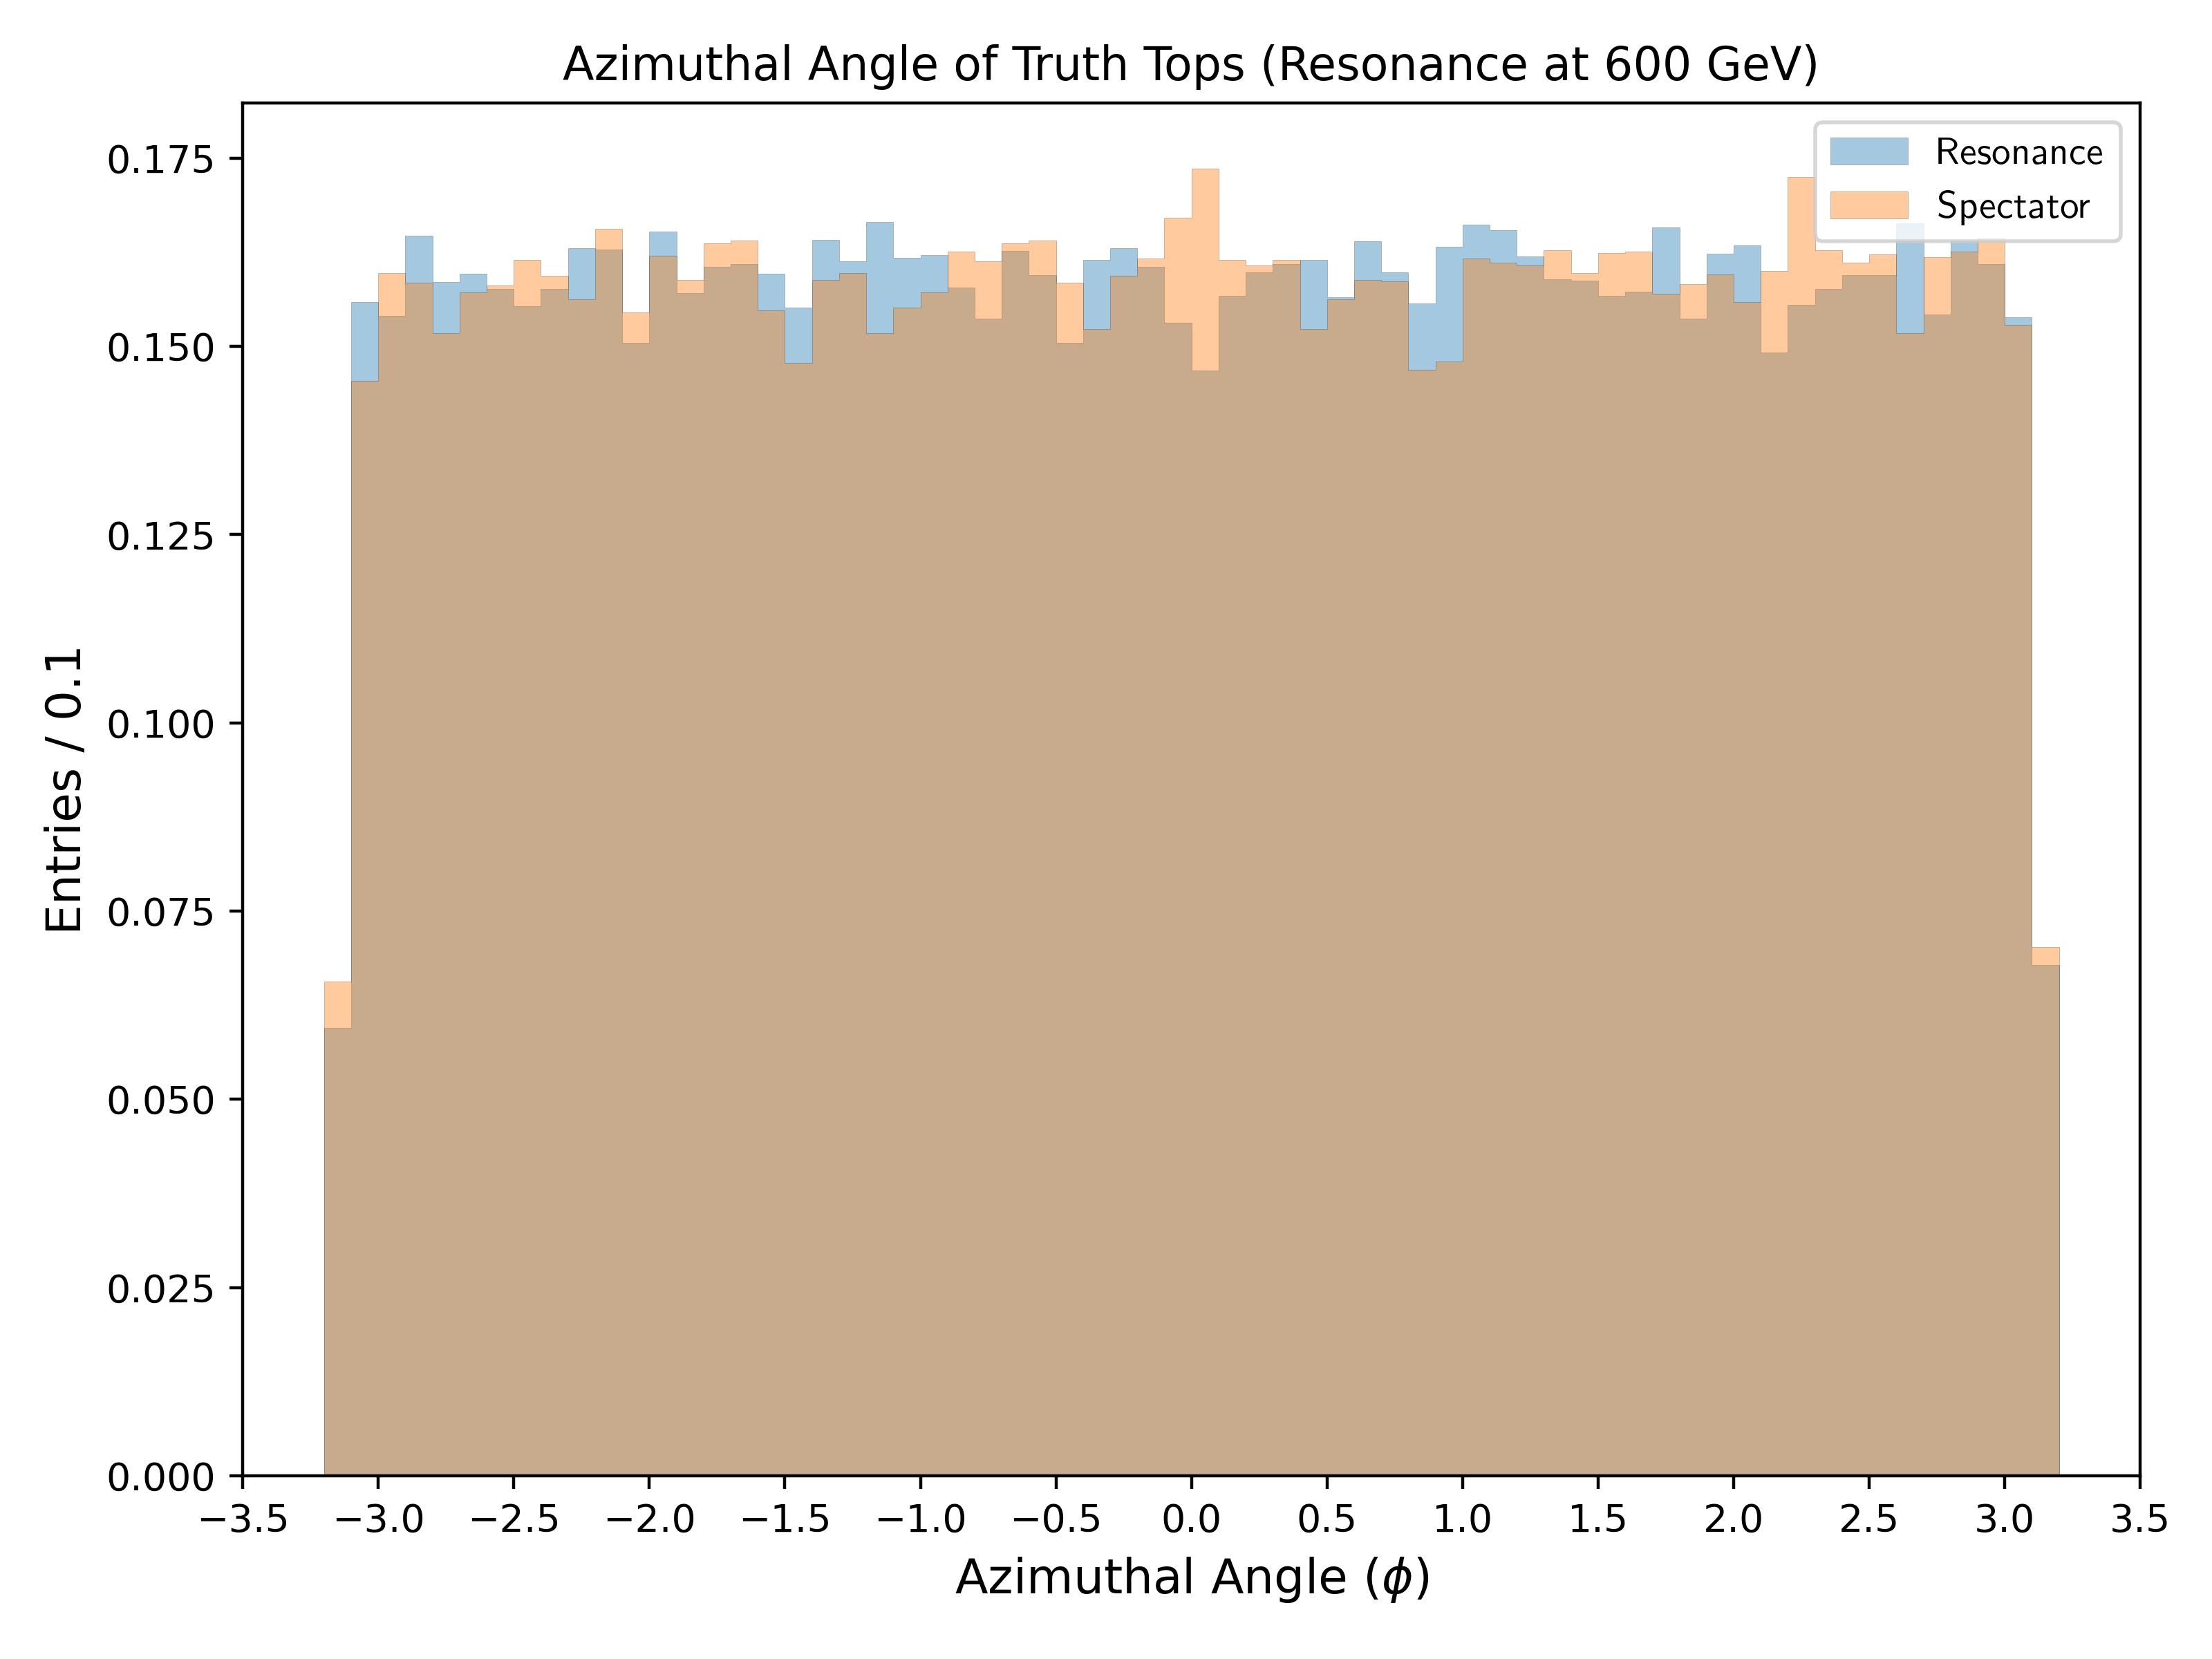 Azimuthal Angle of Truth Tops (Resonance at 600 GeV)
Resonance
Spectator
Entries / 0.1
0.175
0.150
0.125
0.100
0.075
0.050
0.025
0.000
−3.5 −3.0 −2.5 −2.0 −1.5 −1.0 −0.5 0.0 0.5 1.0 1.5 2.0 2.5 3.0 3.5
Azimuthal Angle (ϕ)